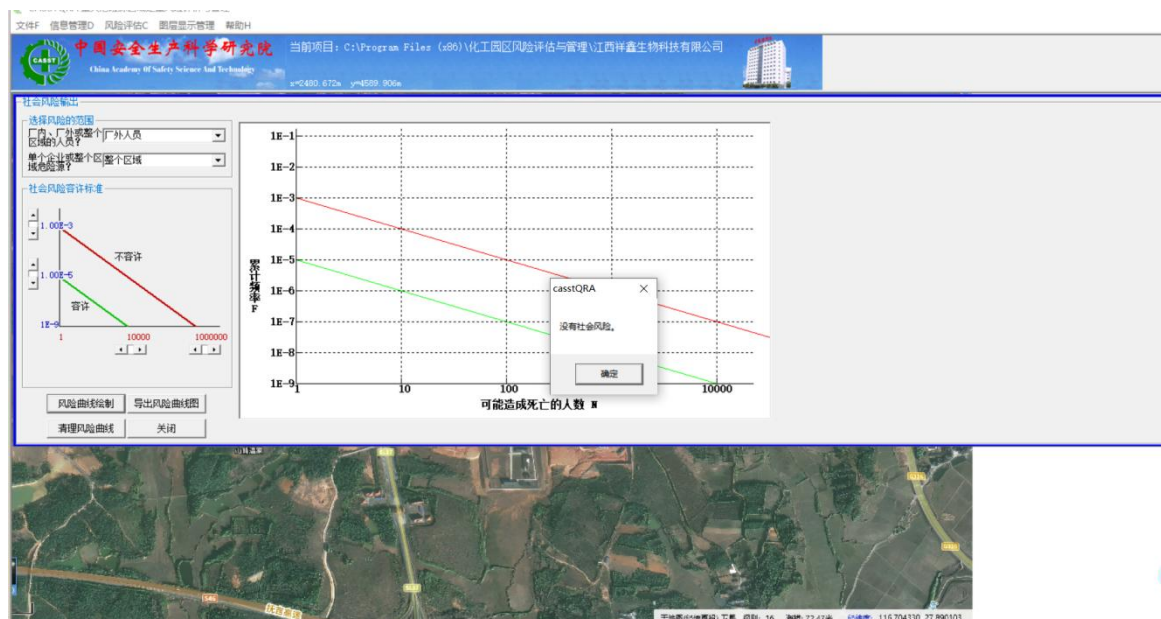 文件F 信息管理D 风险评估C 图层显示管理 帮助H
CASST
中国安全生产科学研究院
China Academy Of Safety Science And Technology
当前项目：C:\Program Files (x86)\化工园区风险评估与管理\江西祥鑫生物科技有限公司
x=2480.672m y=4589.906m
社会风险输出
选择风险的范围
厂内、厂外或整个区域的人员？
厂外人员
单个企业或整个区域危险源？
整个区域
社会风险容许标准
1.00E-3
不容许
1.00E-5
容许
1E-9
1 10000 1000000
风险曲线绘制 导出风险曲线图
清理风险曲线 关闭
累计频率 F
1E-1
1E-2
1E-3
1E-4
1E-5
1E-6
1E-7
1E-8
1E-9
1 10 100 10000
可能造成死亡的人数 N
casstQRA
没有社会风险。
确定
S46